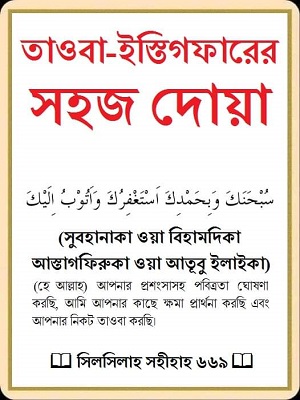 তাওবা-ইস্তিগফারের
সহজ দোয়া
سُبْحَنَكَ وَبِحَمْدِكَ اَسْتَغْفِرُكَ وَاَتُوْبُ اِلَيْكَ
(সুবহানাকা ওয়া বিহামদিকা
আস্তাগফিরুকা ওয়া আতূবু ইলাইকা)
(হে আল্লাহ) আপনার প্রশংসাসহ পবিত্রতা ঘোষণা
করছি, আমি আপনার কাছে ক্ষমা প্রার্থনা করছি এবং
আপনার নিকট তাওবা করছি।
সিলসিলাহ সহীহাহ ৬৬৯